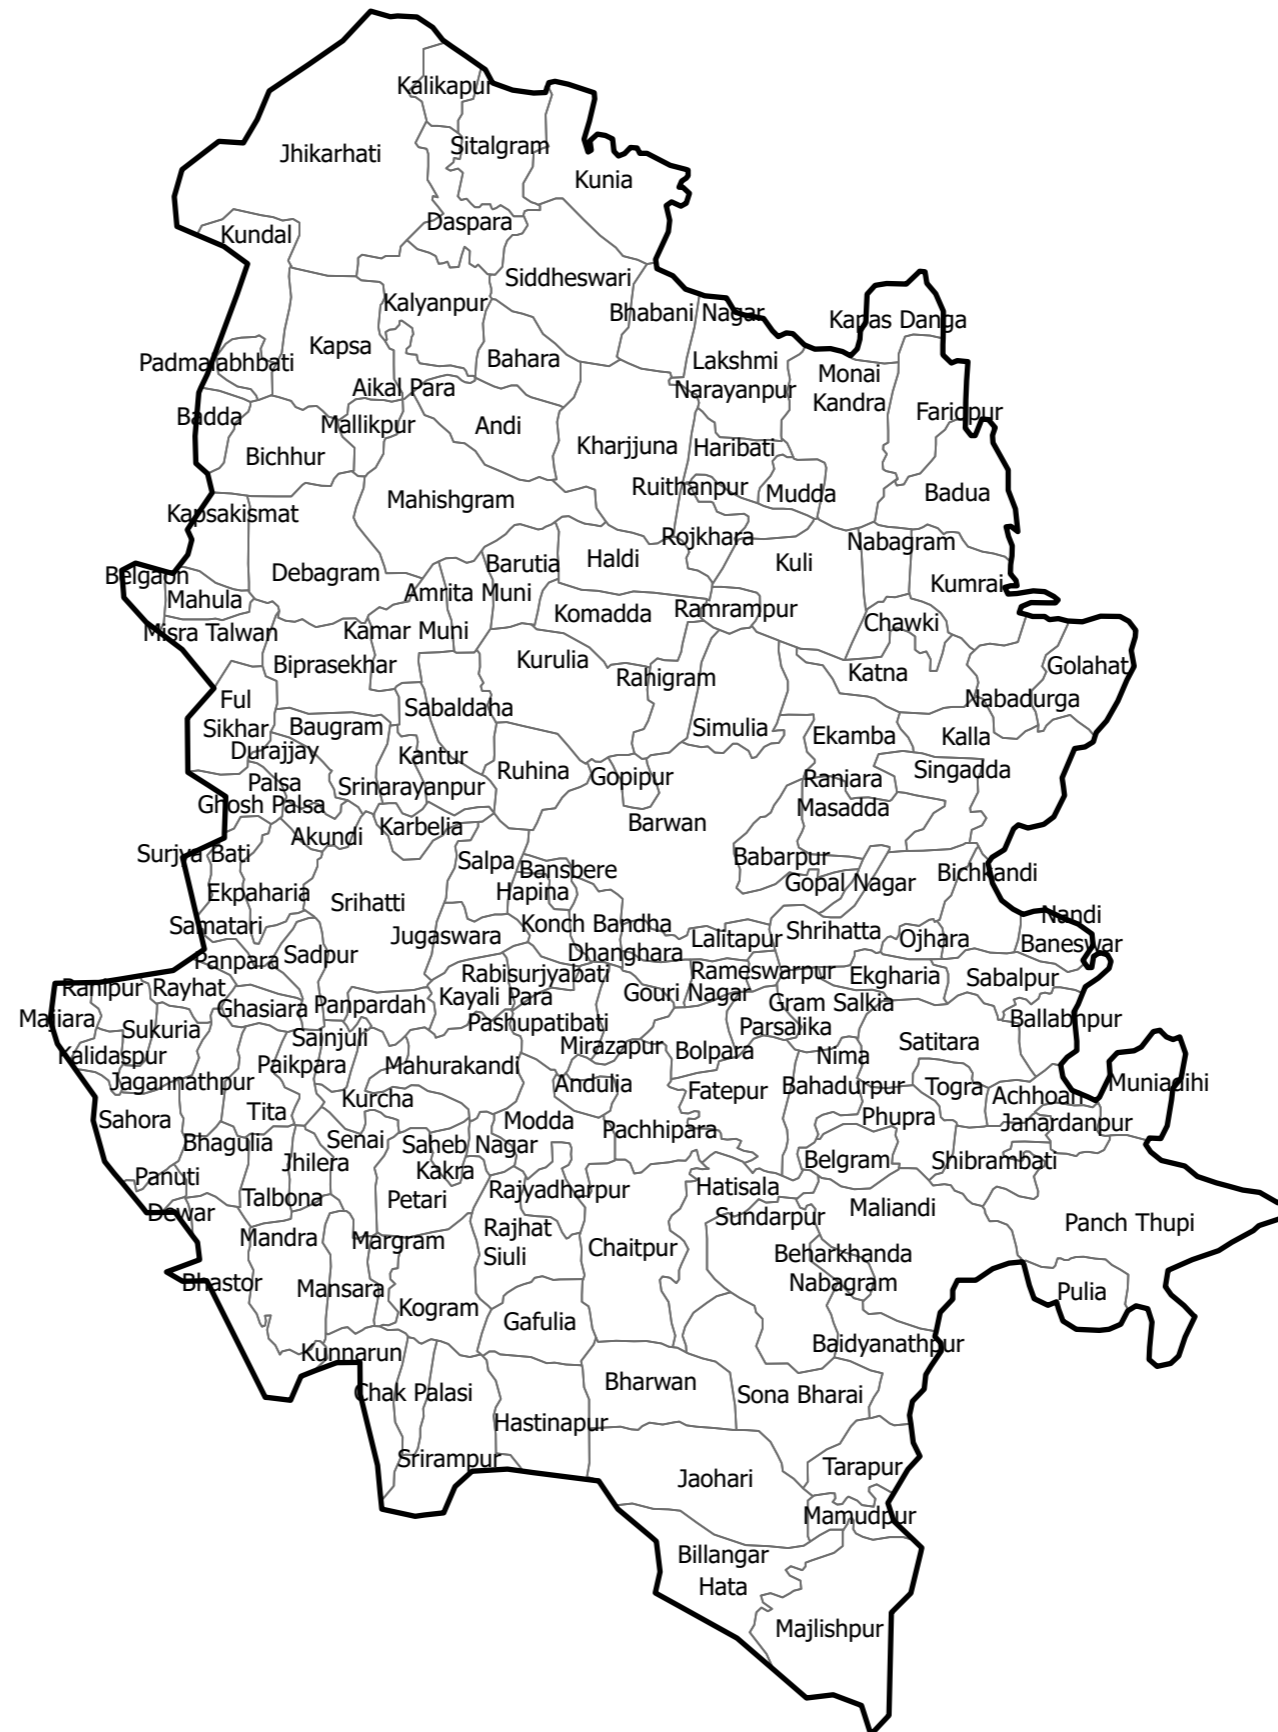 Kalikapur
Jhikarhati
Sitalgram
Kunia
Daspara
Kundal
Siddheswari
Kalyanpur
Bhabani Nagar
Kapas Danga
Kapsa
Bahara
Padmalabhbati
Lakshmi
Narayanpur
Monai
Kandra
Aikal Para
Faridpur
Badda
Mallikpur
Andi
Kharjjuna
Haribati
Bichhur
Ruithanpur
Mudda
Badua
Mahishgram
Kapsakismat
Rojkhara
Nabagram
Haldi
Barutia
Kuli
Belgaon
Debagram
Kumrai
Amrita
Muni
Mahula
Komadda
Ramrampur
Chawki
Misra Talwan
Kamar Muni
Biprasekhar
Kurulia
Rahigram
Katna
Golahat
Ful
Sikhar
Sabaldaha
Nabadurga
Baugram
Simulia
Ekamba
Kalla
Durajjay
Kantur
Ruhina
Gopipur
Singadda
Palsa
Srinarayanpur
Raniara
Ghosh Palsa
Masadda
Akundi
Karbelia
Barwan
Surjya Bati
Salpa
Bansbere
Babarpur
Bichkandi
Gopal Nagar
Ekpaharia
Hapina
Srihatti
Samatari
Konch Bandha
Nandi
Baneswar
Jugaswara
Lalitapur
Shrihatta
Ojhara
Panpara
Sadpur
Dhanghara
Rabisurjyabati
Rameswarpur
Ekgharia
Sabalpur
Ranipur
Rayhat
Kayali Para
Gouri Nagar
Gram Salkia
Ghasiara
Panpardah
Majiara
Sukuria
Pashupatibati
Parsalika
Ballabhpur
Sainjuli
Mirazapur
Bolpara
Nima
Satitara
Kalidaspur
Paikpara
Mahurakandi
Jagannathpur
Andulia
Fatepur
Bahadurpur
Togra
Achhoan
Muniadihi
Kurcha
Sahora
Tita
Modda
Pachhipara
Phupra
Janardanpur
Bhagulia
Senai
Saheb Nagar
Jhilera
Kakra
Belgram
Shibrambati
Panuti
Talbona
Petari
Rajyadharpur
Hatisala
Dewar
Sundarpur
Maliandi
Panch Thupi
Mandra
Margram
Rajhat
Siuli
Chaitpur
Beharkhanda
Nabagram
Bhastor
Mansara
Pulia
Kogram
Gafulia
Kunnarun
Baidyanathpur
Chak Palasi
Bharwan
Sona Bharai
Hastinapur
Srirampur
Jaohari
Tarapur
Mamudpur
Billangar
Hata
Majlishpur